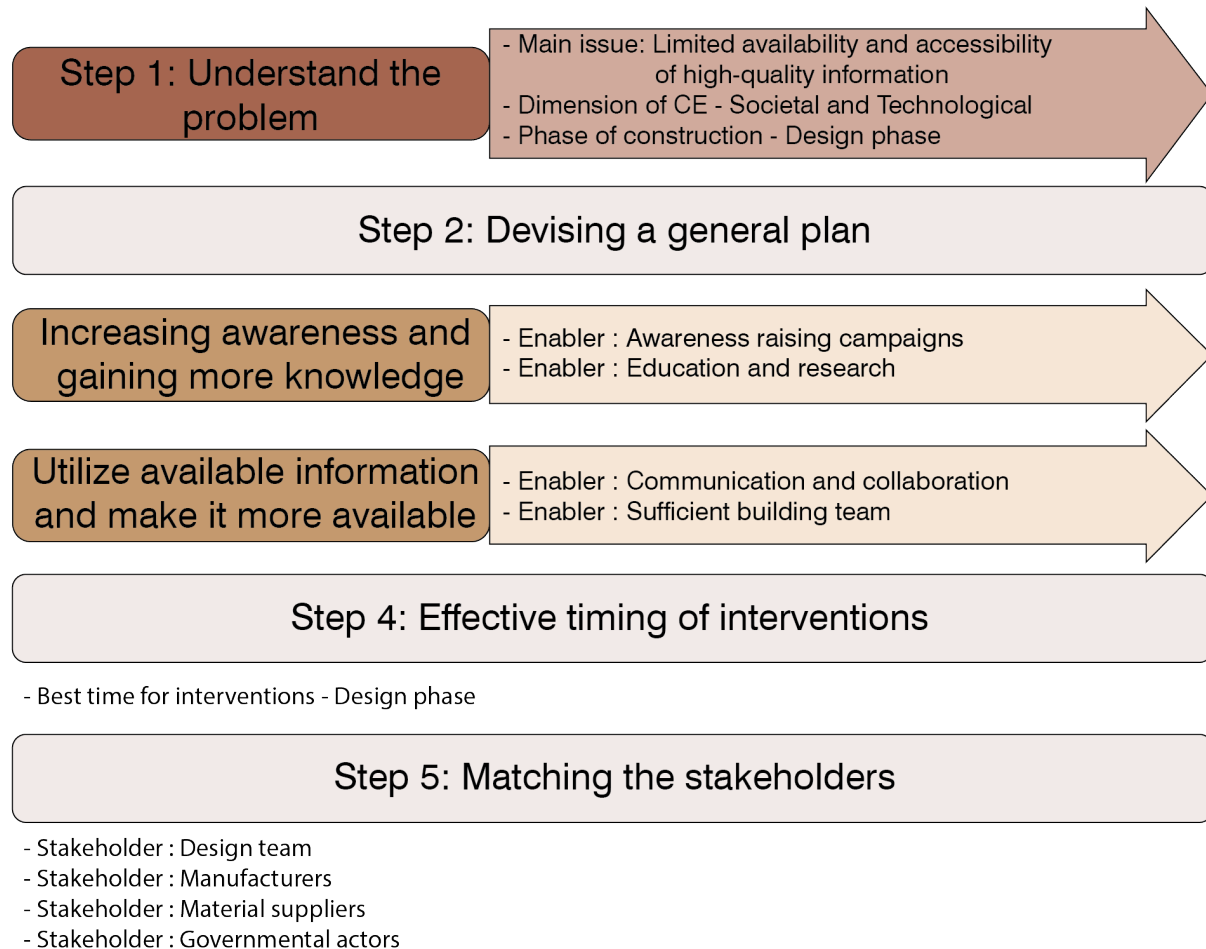 Step 1: Understand the
problem
- Main issue: Limited availability and accessibility
of high-quality information
- Dimension of CE - Societal and Technological
- Phase of construction - Design phase
Step 2: Devising a general plan
Increasing awareness and
gaining more knowledge
- Enabler : Awareness raising campaigns
- Enabler : Education and research
Utilize available information
and make it more available
- Enabler : Communication and collaboration
- Enabler : Sufficient building team
Step 4: Effective timing of interventions
- Best time for interventions - Design phase
Step 5: Matching the stakeholders
- Stakeholder : Design team
- Stakeholder : Manufacturers
- Stakeholder : Material suppliers
- Stakeholder : Governmental actors